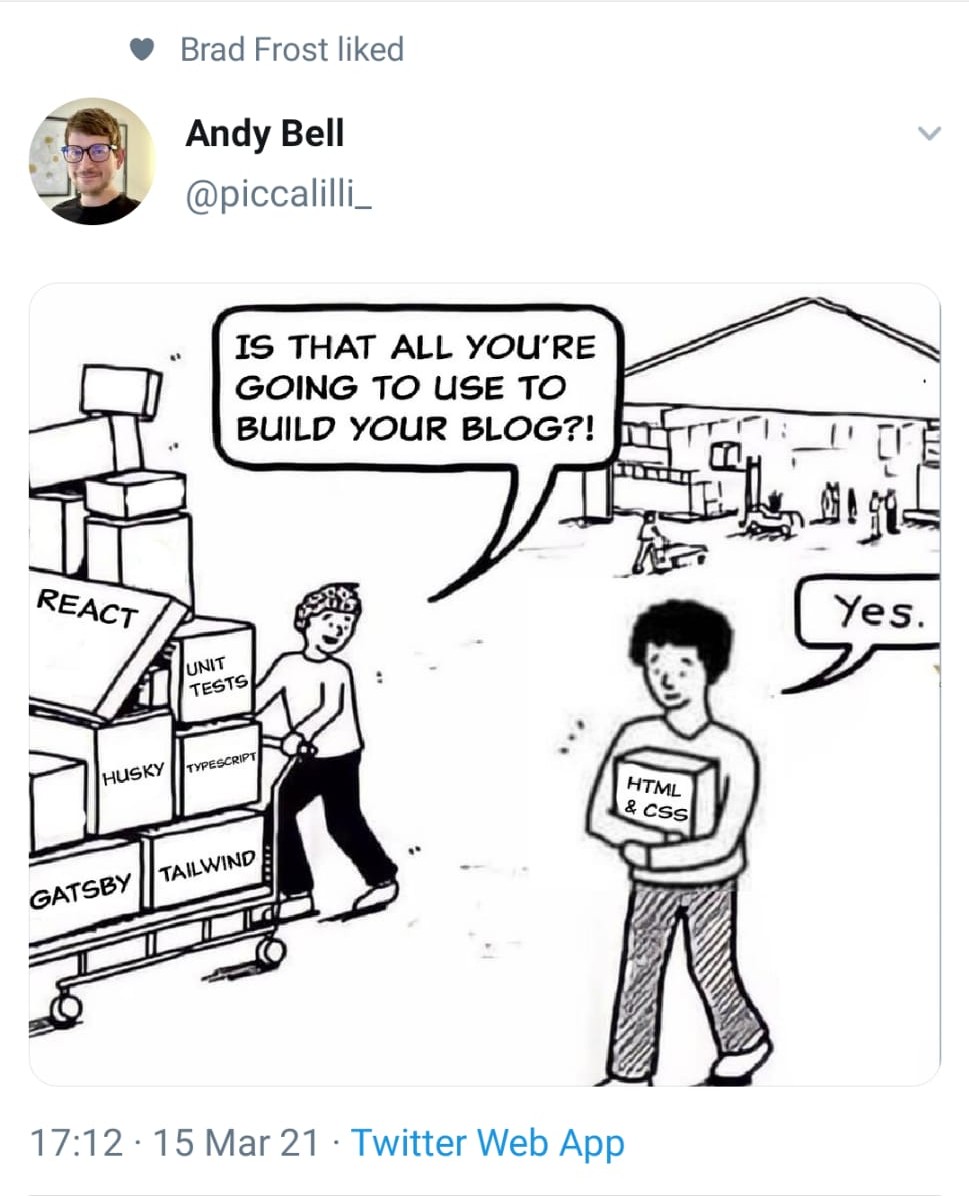 Brad Frost liked
Andy Bell
@piccalilli_
IS THAT ALL YOU'RE
GOING TO USE TO
BUILD YOUR BLOG?!
Yes.
REACT
UNIT
TESTS
HUSKY
TYPESCRIPT
GATSBY
TAILWIND
HTML
& CSS
17:12 · 15 Mar 21 · Twitter Web App